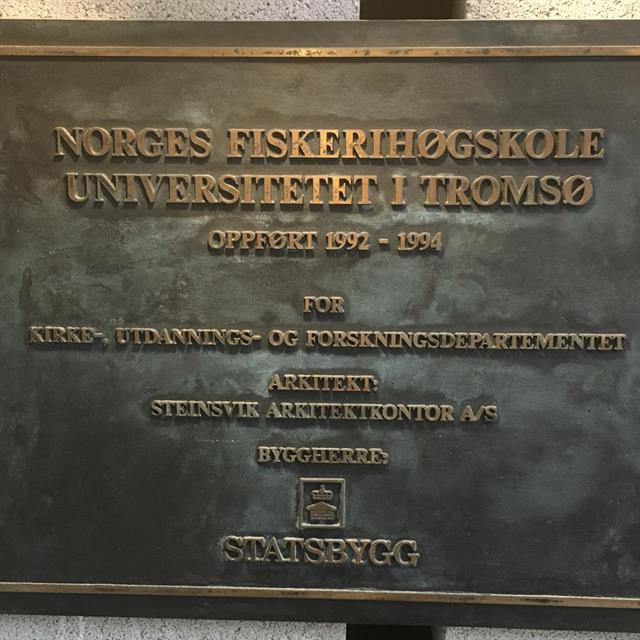 NORGES FISKERIHØGSKOLE
UNIVERSITETET I TROMSØ
OPPFØRT 1992 - 1994
FOR
KIRKE-, UTDANNINGS- OG FORSKNINGSDEPARTEMENTET
ARKITEKT:
STEINSVIK ARKITEKTKONTOR A/S
BYGGHERRE:
STATSBYGG